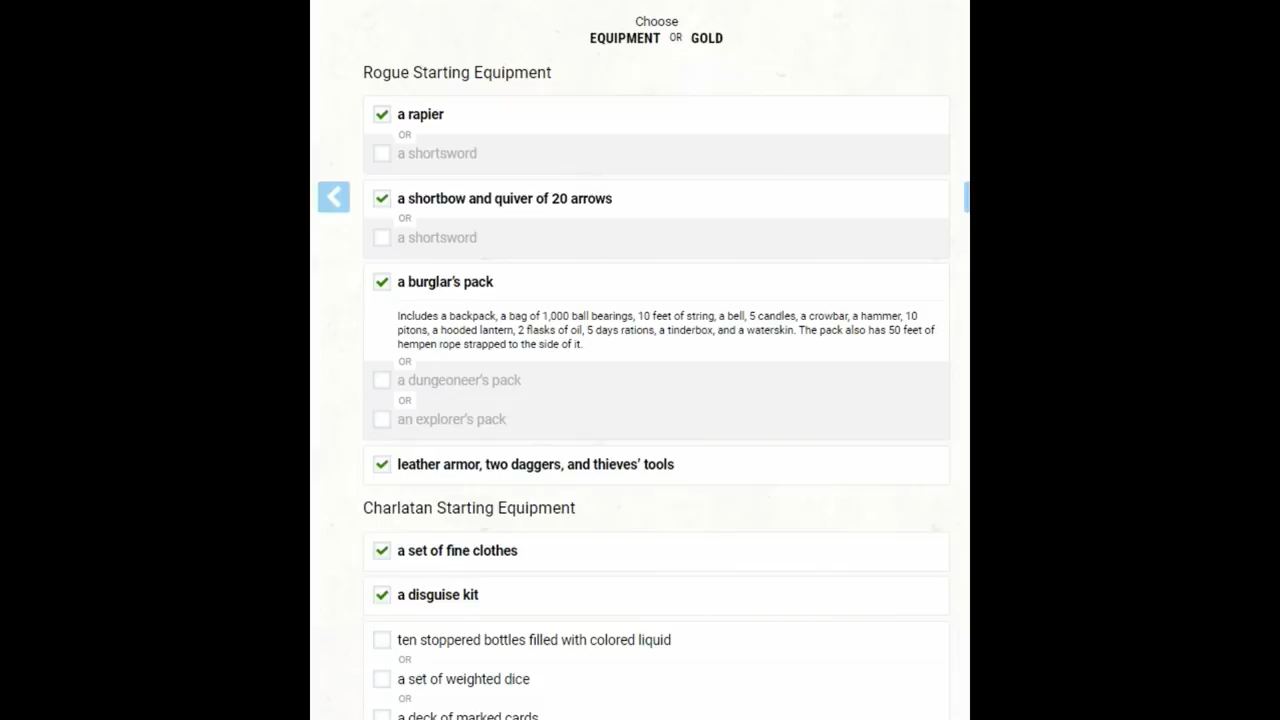 Choose
EQUIPMENT OR GOLD
Rogue Starting Equipment
a rapier
OR
a shortsword
a shortbow and quiver of 20 arrows
OR
a shortsword
a burglar's pack
Includes a backpack, a bag of 1,000 ball bearings, 10 feet of string, a bell, 5 candles, a crowbar, a hammer, 10
pitons, a hooded lantern, 2 flasks of oil, 5 days rations, a tinderbox, and a waterskin. The pack also has 50 feet of
hempen rope strapped to the side of it.
OR
a dungeoneer's pack
OR
an explorer's pack
leather armor, two daggers, and thieves’ tools
Charlatan Starting Equipment
a set of fine clothes
a disguise kit
ten stoppered bottles filled with colored liquid
OR
a set of weighted dice
OR
a deck of marked cards